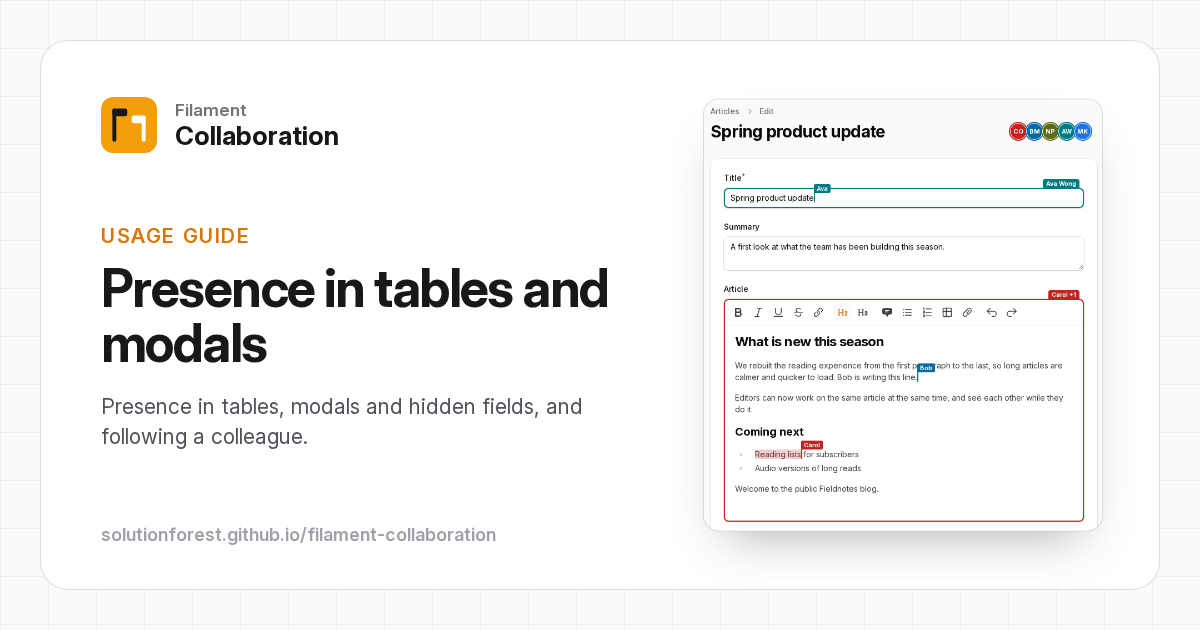 Filament
Collaboration
USAGE GUIDE
Presence in tables and
modals
Presence in tables, modals and hidden fields, and
following a colleague.
solutionforest.github.io/filament-collaboration
Articles > Edit
Spring product update
CO BM NP AW MK
Title*
Ava Wong
Ava
Spring product update
Summary
A first look at what the team has been building this season.
Article
Carol +1
B I U S H2 H3
What is new this season
We rebuilt the reading experience from the first to the last, so long articles are
Bob
calmer and quicker to load. Bob is writing this line.
Editors can now work on the same article at the same time, and see each other while they
do it.
Coming next
Carol
Reading lists for subscribers
Audio versions of long reads
Welcome to the public Fieldnotes blog.